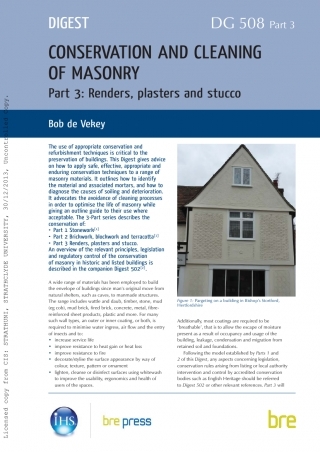 DIGEST
DG 508 Part 3
CONSERVATION AND CLEANING
OF MASONRY
Part 3: Renders, plasters and stucco
Bob de Vekey
The use of appropriate conservation and
refurbishment techniques is critical to the
preservation of buildings. This Digest gives advice
on how to apply safe, effective, appropriate and
enduring conservation techniques to a range of
masonry materials. It outlines how to identify
the material and associated mortars, and how to
diagnose the causes of soiling and deterioration.
It advocates the avoidance of cleaning processes
in order to optimise the life of masonry while
giving an outline guide to their use where
acceptable. The 3-Part series describes the
conservation of:
• Part 1 Stonework[1]
• Part 2 Brickwork, blockwork and terracotta[2]
• Part 3 Renders, plasters and stucco.
An overview of the relevant principles, legislation
and regulatory control of the conservation
of masonry in historic and listed buildings is
described in the companion Digest 502[3].
A wide range of materials has been employed to build
the envelope of buildings since man's original move from
natural shelters, such as caves, to manmade structures.
The range includes wattle and daub, timber, stone, mud
(eg cob), mud brick, fired brick, concrete, metal, fibre-
reinforced sheet products, plastic and more. For many
such wall types, an outer or inner coating, or both, is
required to minimise water ingress, air flow and the entry
of insects and to:
• increase service life
• improve resistance to heat gain or heat loss
• improve resistance to fire
• decorate/refine the surface appearance by way of
colour, texture, pattern or ornament
• lighten, cleanse or disinfect surfaces using whitewash
to improve the usability, ergonomics and health of
users of the spaces.
Figure 1: Pargeting on a building in Bishop's Stortford,
Hertfordshire
Additionally, most coatings are required to be
'breathable', that is to allow the escape of moisture
present as a result of occupancy and usage of the
building, leakage, condensation and migration from
retained soil and foundations.
Following the model established by Parts 1 and
2 of this Digest, any aspects concerning legislation,
conservation rules arising from listing or local authority
intervention and control by accredited conservation
bodies such as English Heritage should be referred
to Digest 502 or other relevant references. Part 3 will
IHS
bre press
bre
Licensed copy from CIS: STRATHUNI, STRATHCLYDE UNIVERSITY, 30/12/2013, Uncontrolled Copy.